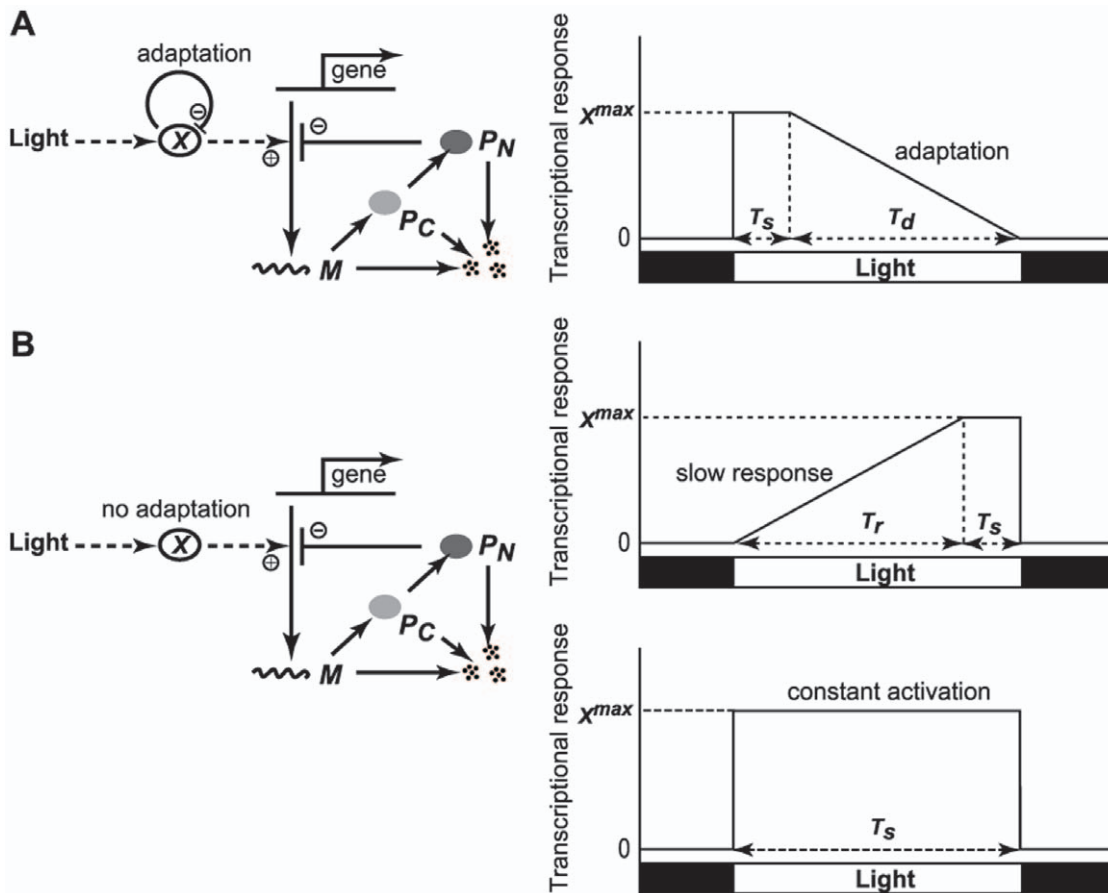 A
adaptation
gene
⊖
Light
X
⊕
⊖
P_N
P_C
M
Transcriptional response
X^max
adaptation
T_s
T_d
0
Light
B
no adaptation
gene
Light
X
⊕
⊖
P_N
P_C
M
Transcriptional response
X^max
slow response
T_r
T_s
0
Light
Transcriptional response
X^max
constant activation
T_s
0
Light